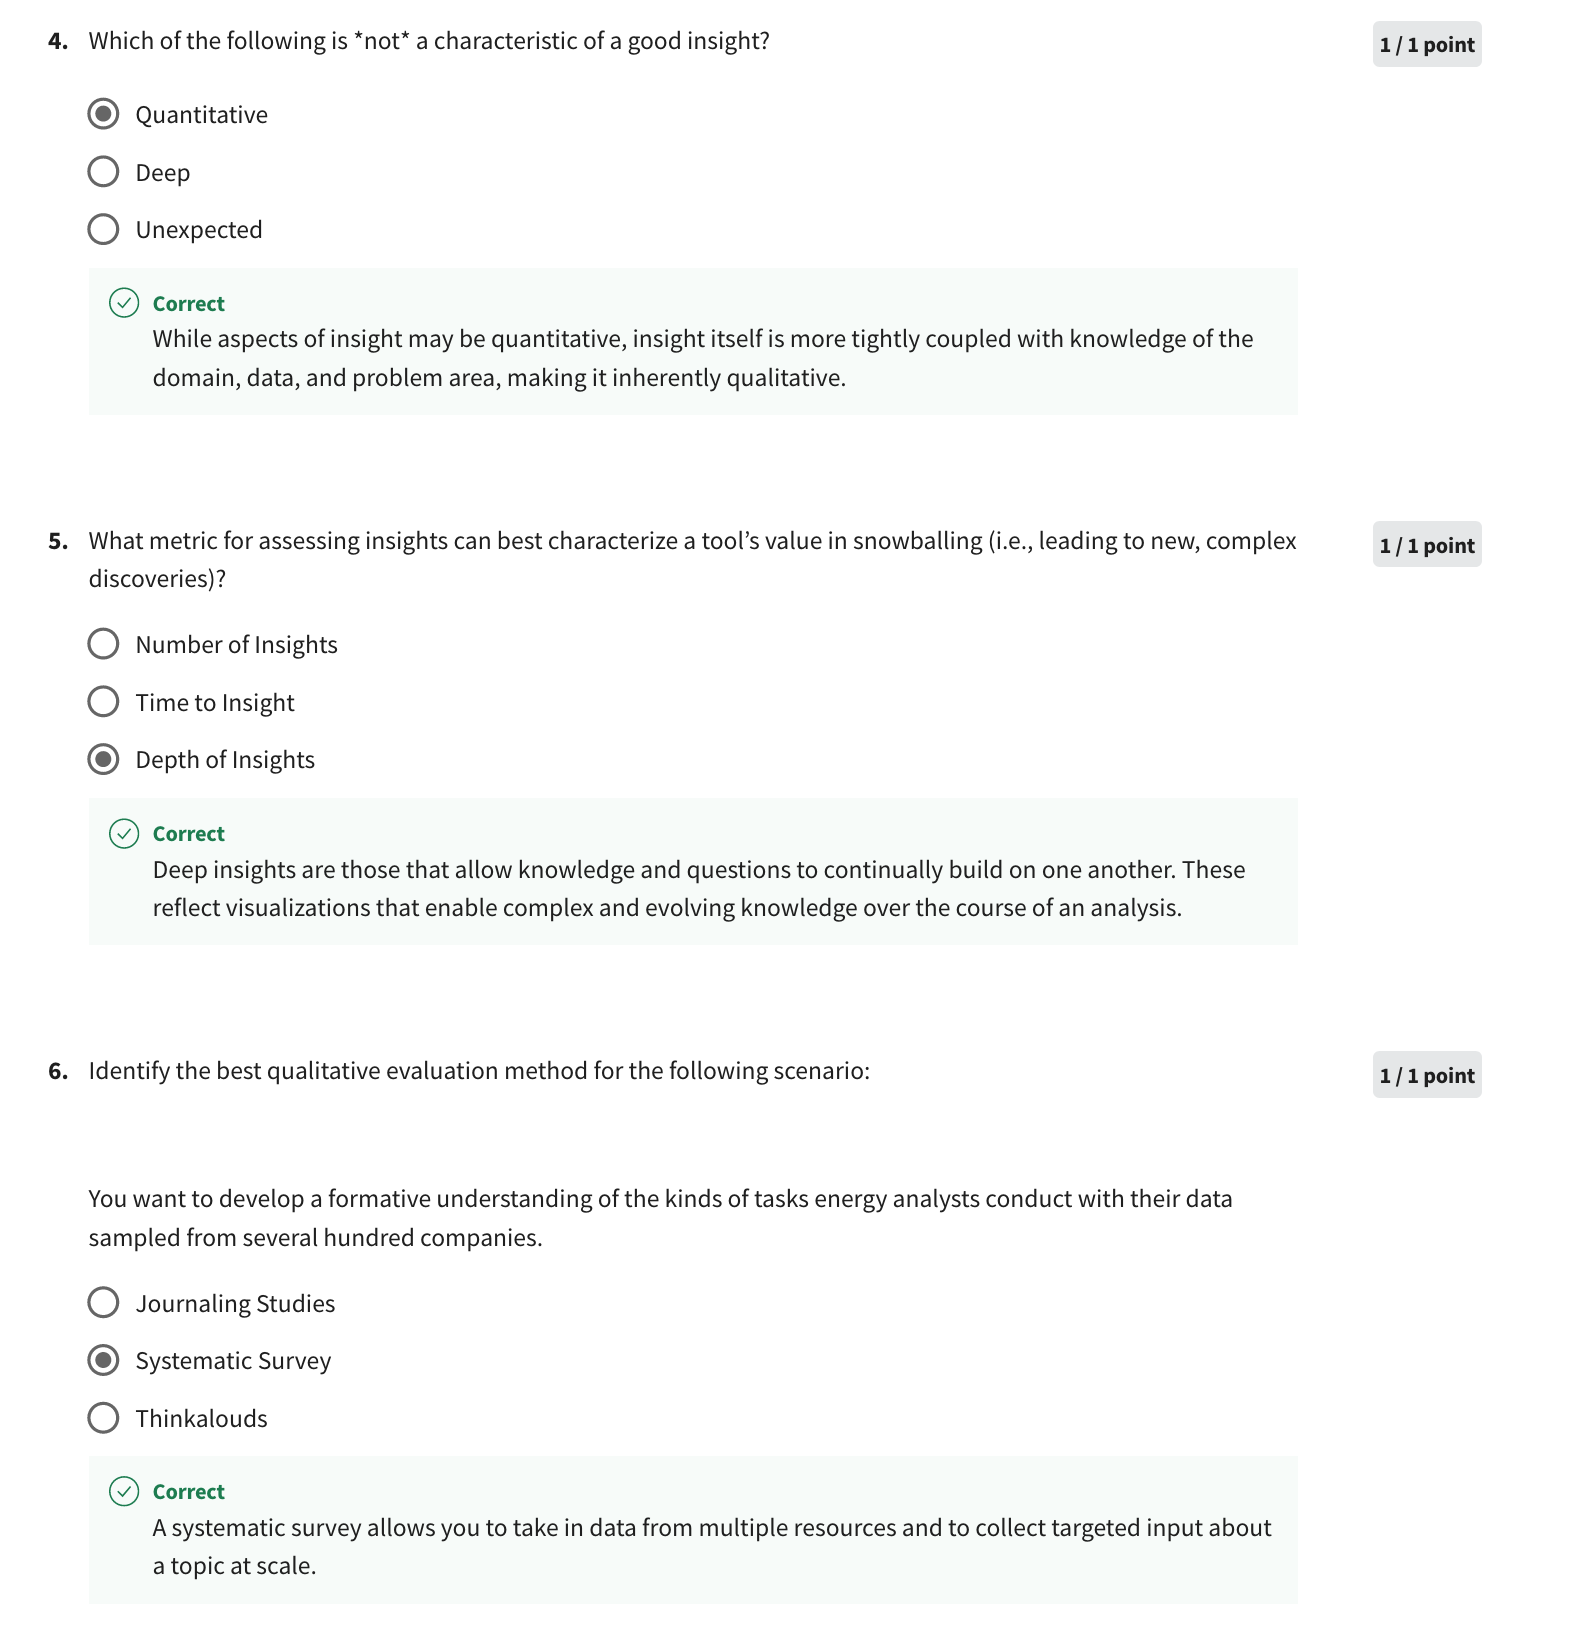 4. Which of the following is *not* a characteristic of a good insight?
1 / 1 point
Quantitative
Deep
Unexpected
Correct
While aspects of insight may be quantitative, insight itself is more tightly coupled with knowledge of the
domain, data, and problem area, making it inherently qualitative.
5. What metric for assessing insights can best characterize a tool’s value in snowballing (i.e., leading to new, complex
discoveries)?
1 / 1 point
Number of Insights
Time to Insight
Depth of Insights
Correct
Deep insights are those that allow knowledge and questions to continually build on one another. These
reflect visualizations that enable complex and evolving knowledge over the course of an analysis.
6. Identify the best qualitative evaluation method for the following scenario:
1 / 1 point
You want to develop a formative understanding of the kinds of tasks energy analysts conduct with their data
sampled from several hundred companies.
Journaling Studies
Systematic Survey
Thinkalouds
Correct
A systematic survey allows you to take in data from multiple resources and to collect targeted input about
a topic at scale.